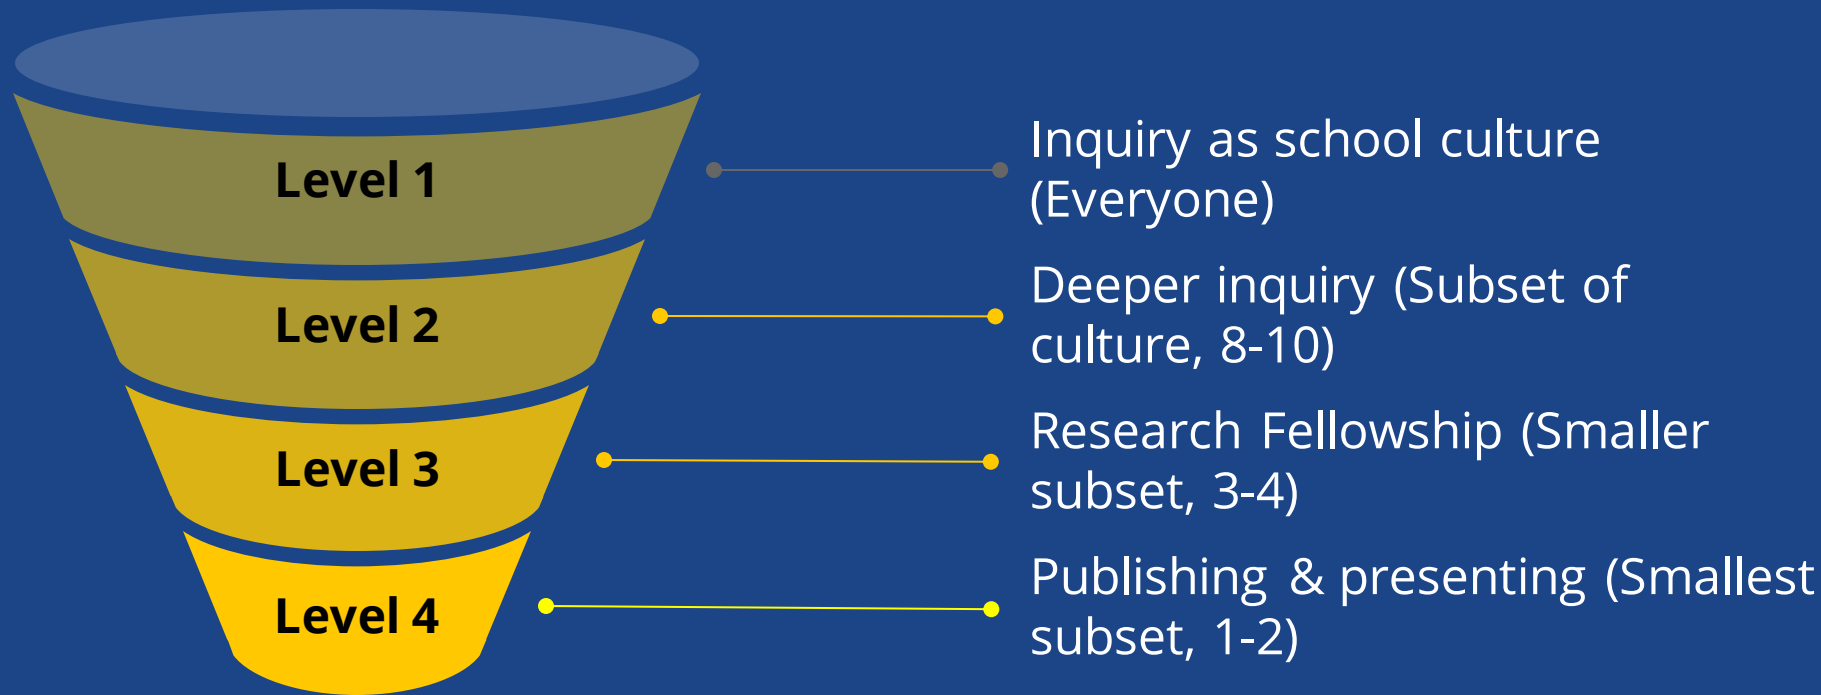 Level 1
Inquiry as school culture
(Everyone)
Level 2
Deeper inquiry (Subset of
culture, 8-10)
Level 3
Research Fellowship (Smaller
subset, 3-4)
Level 4
Publishing & presenting (Smallest
subset, 1-2)